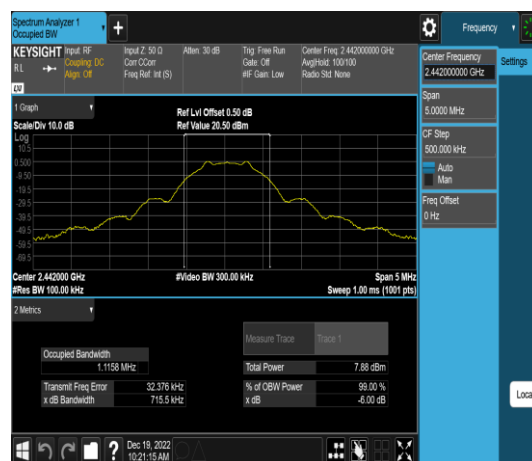 Spectrum Analyzer 1
Occupied BW
+
Frequency
KEYSIGHT Input: RF
RL
Coupling: DC
Align: Off
LXI
Input Z: 50 Ω
Corr CCorr
Freq Ref: Int (S)
Atten: 30 dB
Trig: Free Run
Gate: Off
#IF Gain: Low
Center Freq: 2.442000000 GHz
Avg|Hold: 100/100
Radio Std: None
Center Frequency
2.442000000 GHz
Settings
Span
5.0000 MHz
CF Step
500.000 kHz
Auto
Man
Freq Offset
0 Hz
1 Graph
Scale/Div 10.0 dB
Ref Lvl Offset 0.50 dB
Ref Value 20.50 dBm
Log
10.5
0.500
-9.50
-19.5
-29.5
-39.5
-49.5
-59.5
-69.5
Center 2.442000 GHz
#Res BW 100.00 kHz
#Video BW 300.00 kHz
Span 5 MHz
Sweep 1.00 ms (1001 pts)
2 Metrics
Measure Trace
Trace 1
Occupied Bandwidth
1.1158 MHz
Total Power
7.88 dBm
Transmit Freq Error
32.376 kHz
% of OBW Power
99.00 %
x dB Bandwidth
715.5 kHz
x dB
-6.00 dB
Loca
?
Dec 19, 2022
10:21:15 AM